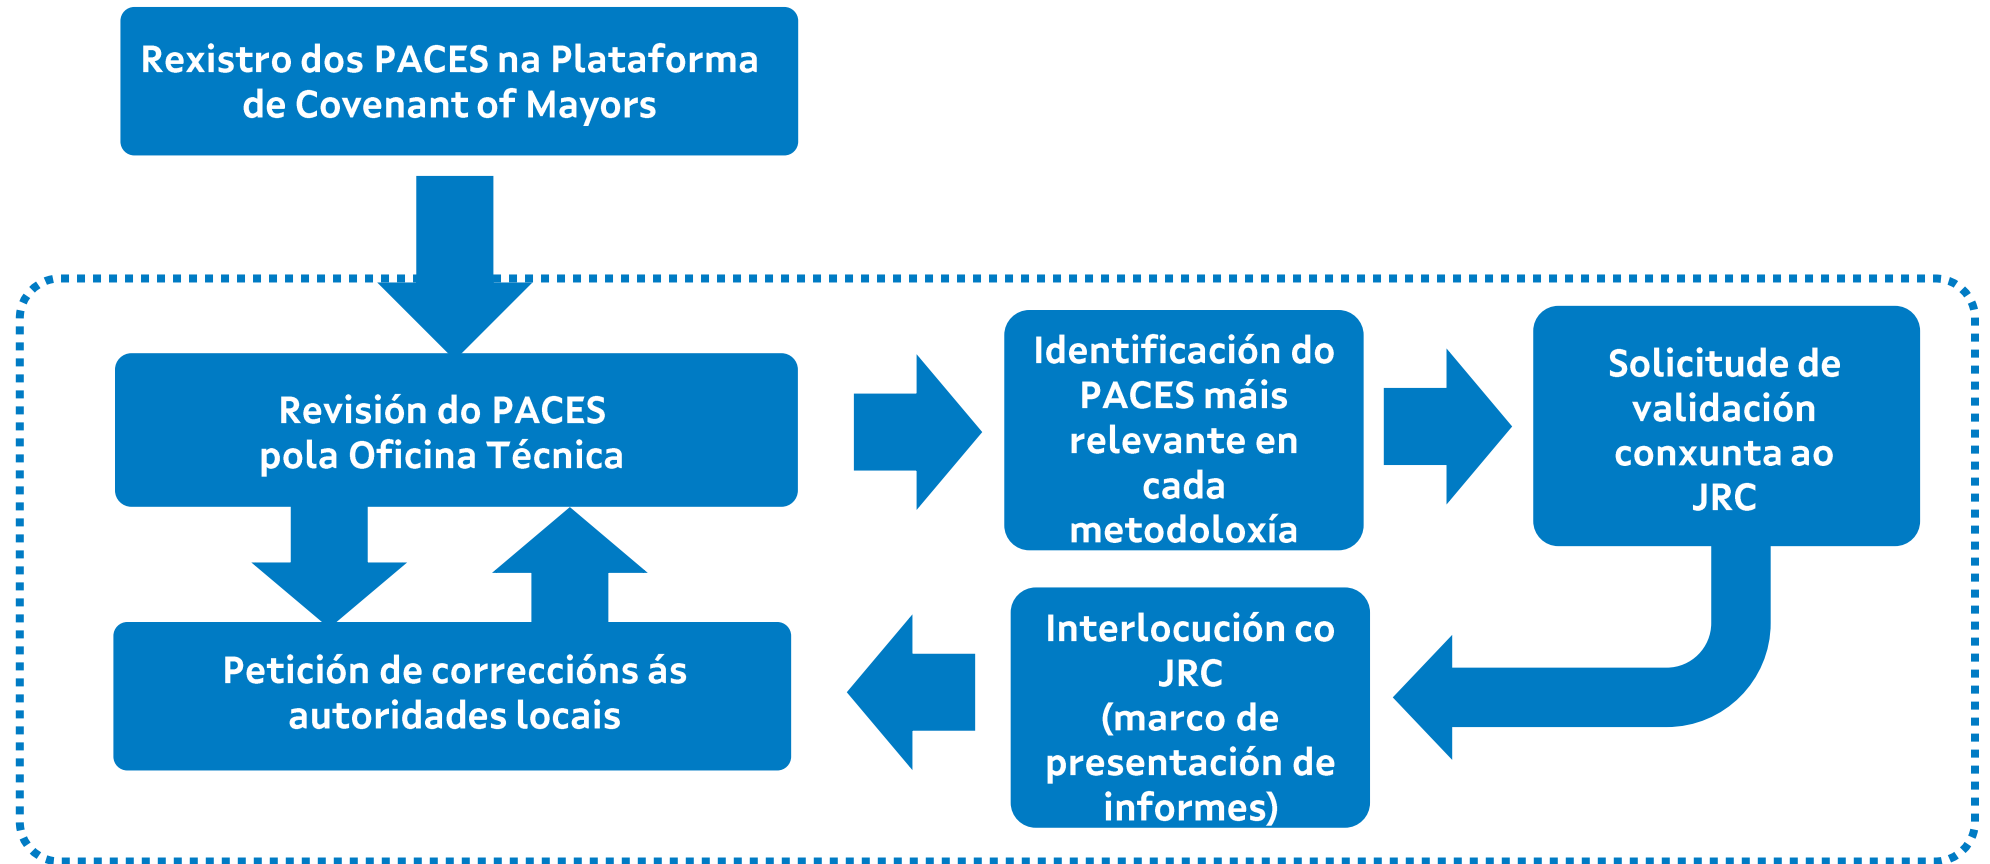 Rexistro dos PACES na Plataforma
de Covenant of Mayors
Revisión do PACES
pola Oficina Técnica
Identificación do
PACES máis
relevante en
cada
metodoloxía
Solicitude de
validación
conxunta ao
JRC
Petición de correccións ás
autoridades locais
Interlocución co
JRC
(marco de
presentación de
informes)